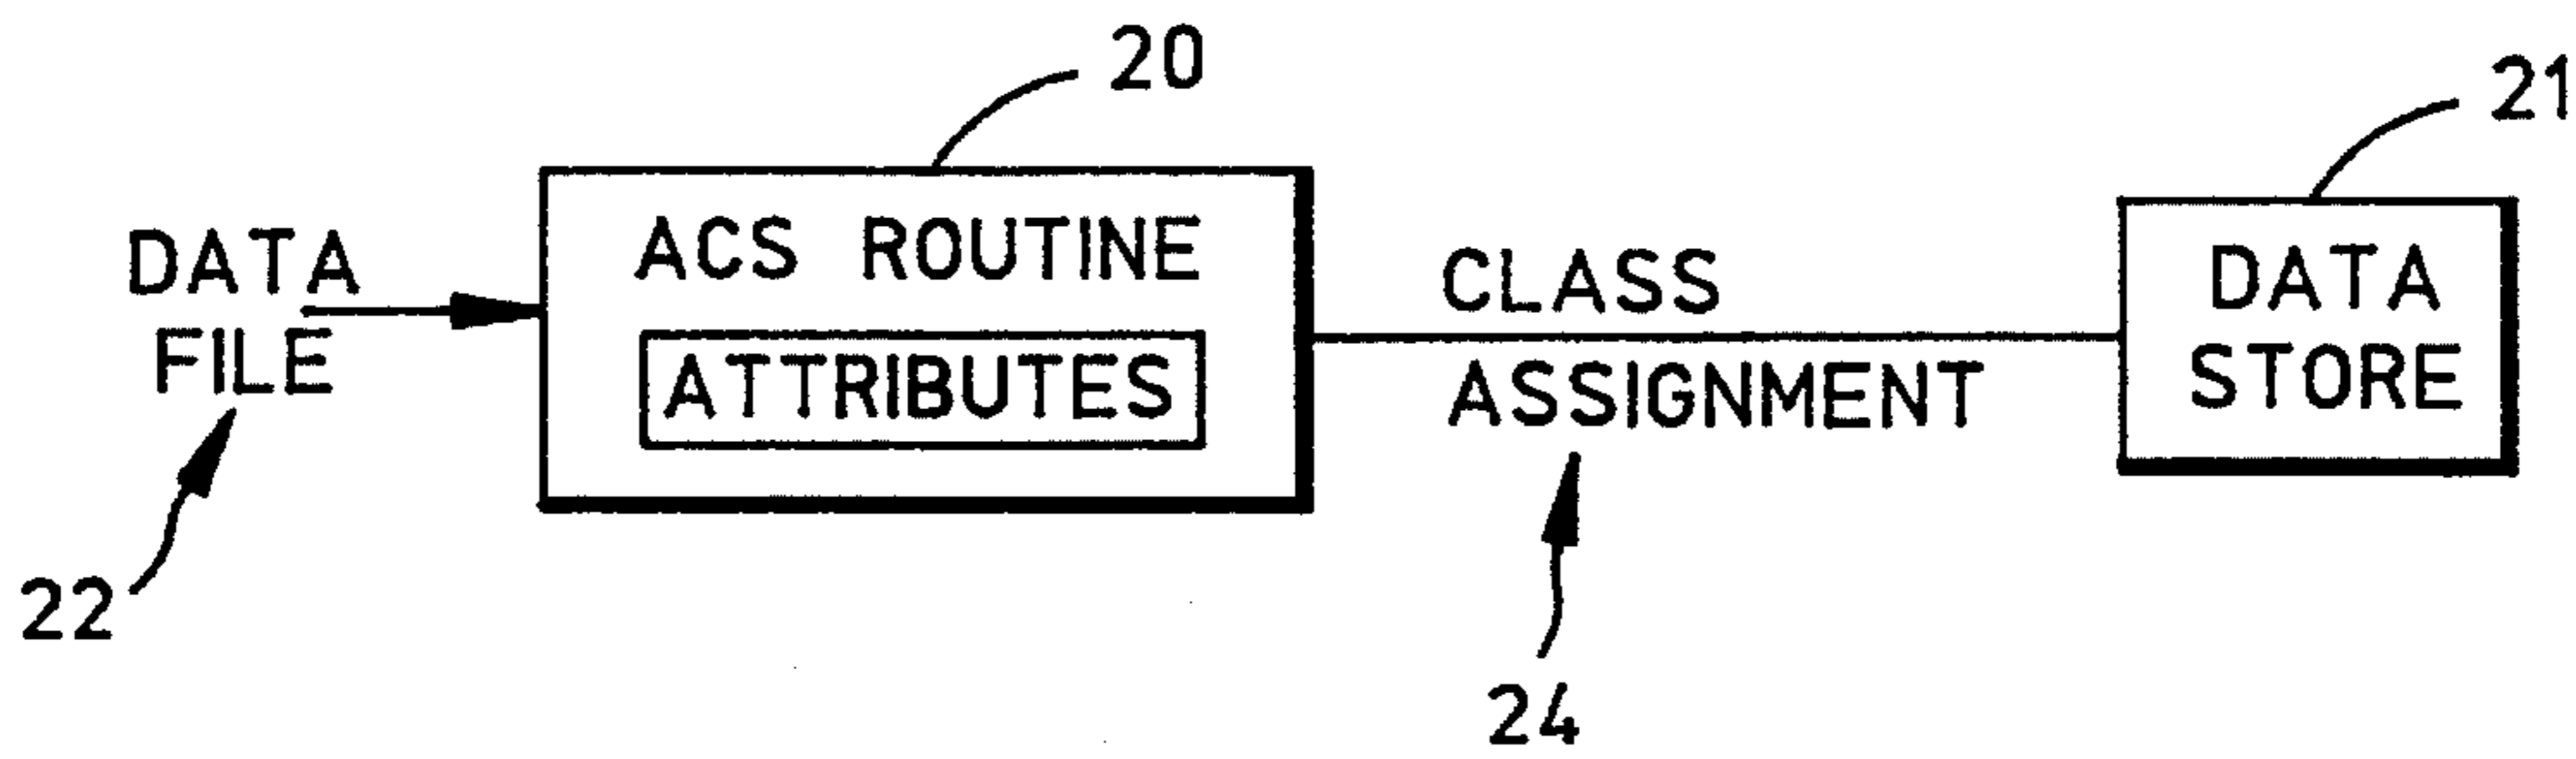 20
21
DATA
FILE
ACS ROUTINE
ATTRIBUTES
CLASS
ASSIGNMENT
DATA
STORE
22
24